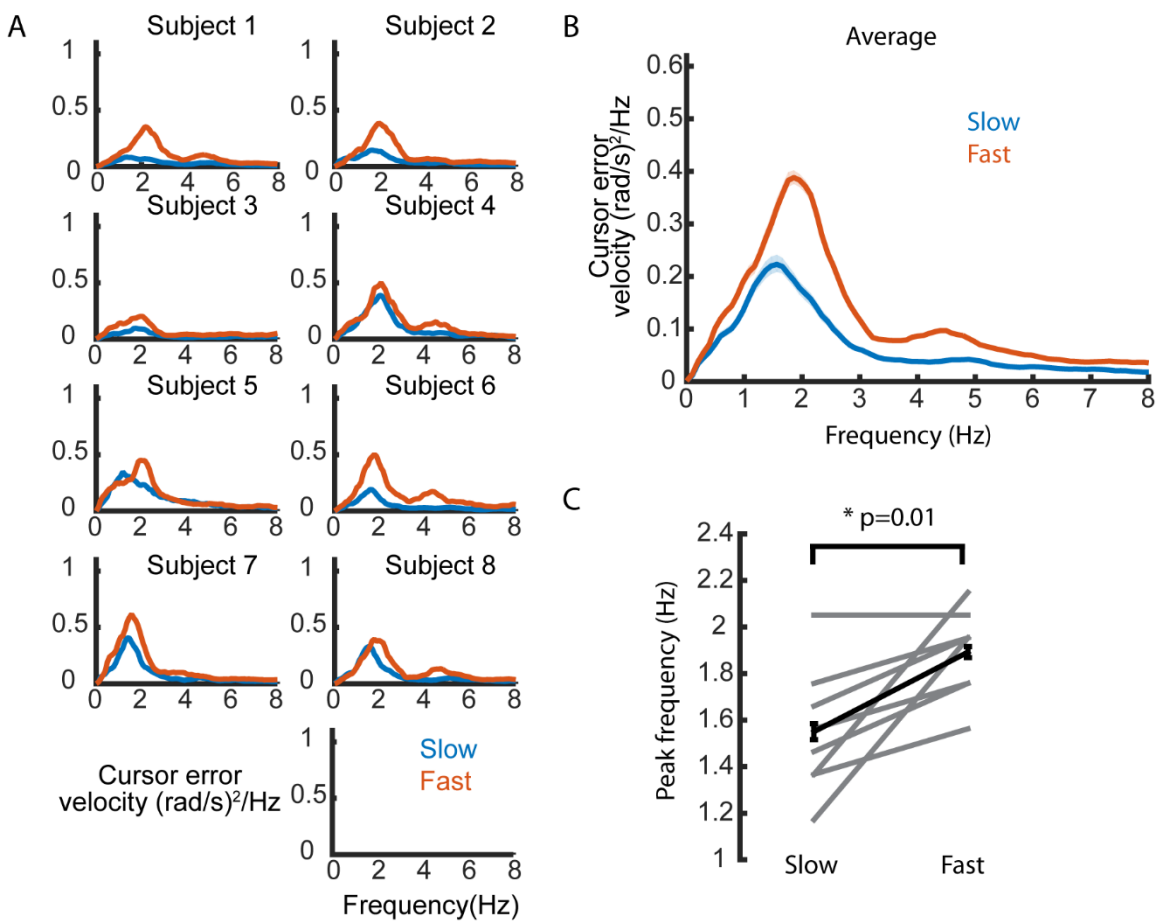 A
Subject 1
Subject 2
1
0.5
0
0 2 4 6 8
1
0.5
0
0 2 4 6 8
Subject 3
Subject 4
1
0.5
0
0 2 4 6 8
1
0.5
0
0 2 4 6 8
Subject 5
Subject 6
1
0.5
0
0 2 4 6 8
1
0.5
0
0 2 4 6 8
Subject 7
Subject 8
1
0.5
0
0 2 4 6 8
1
0.5
0
0 2 4 6 8
Cursor error
velocity (rad/s)²/Hz
1
0.5
0
Slow
Fast
0 2 4 6 8
Frequency(Hz)
B
Average
Cursor error
velocity (rad/s)²/Hz
0.6
0.5
0.4
0.3
0.2
0.1
0
Slow
Fast
0 1 2 3 4 5 6 7 8
Frequency (Hz)
C
* p=0.01
Peak frequency (Hz)
2.4
2.2
2
1.8
1.6
1.4
1.2
1
Slow
Fast